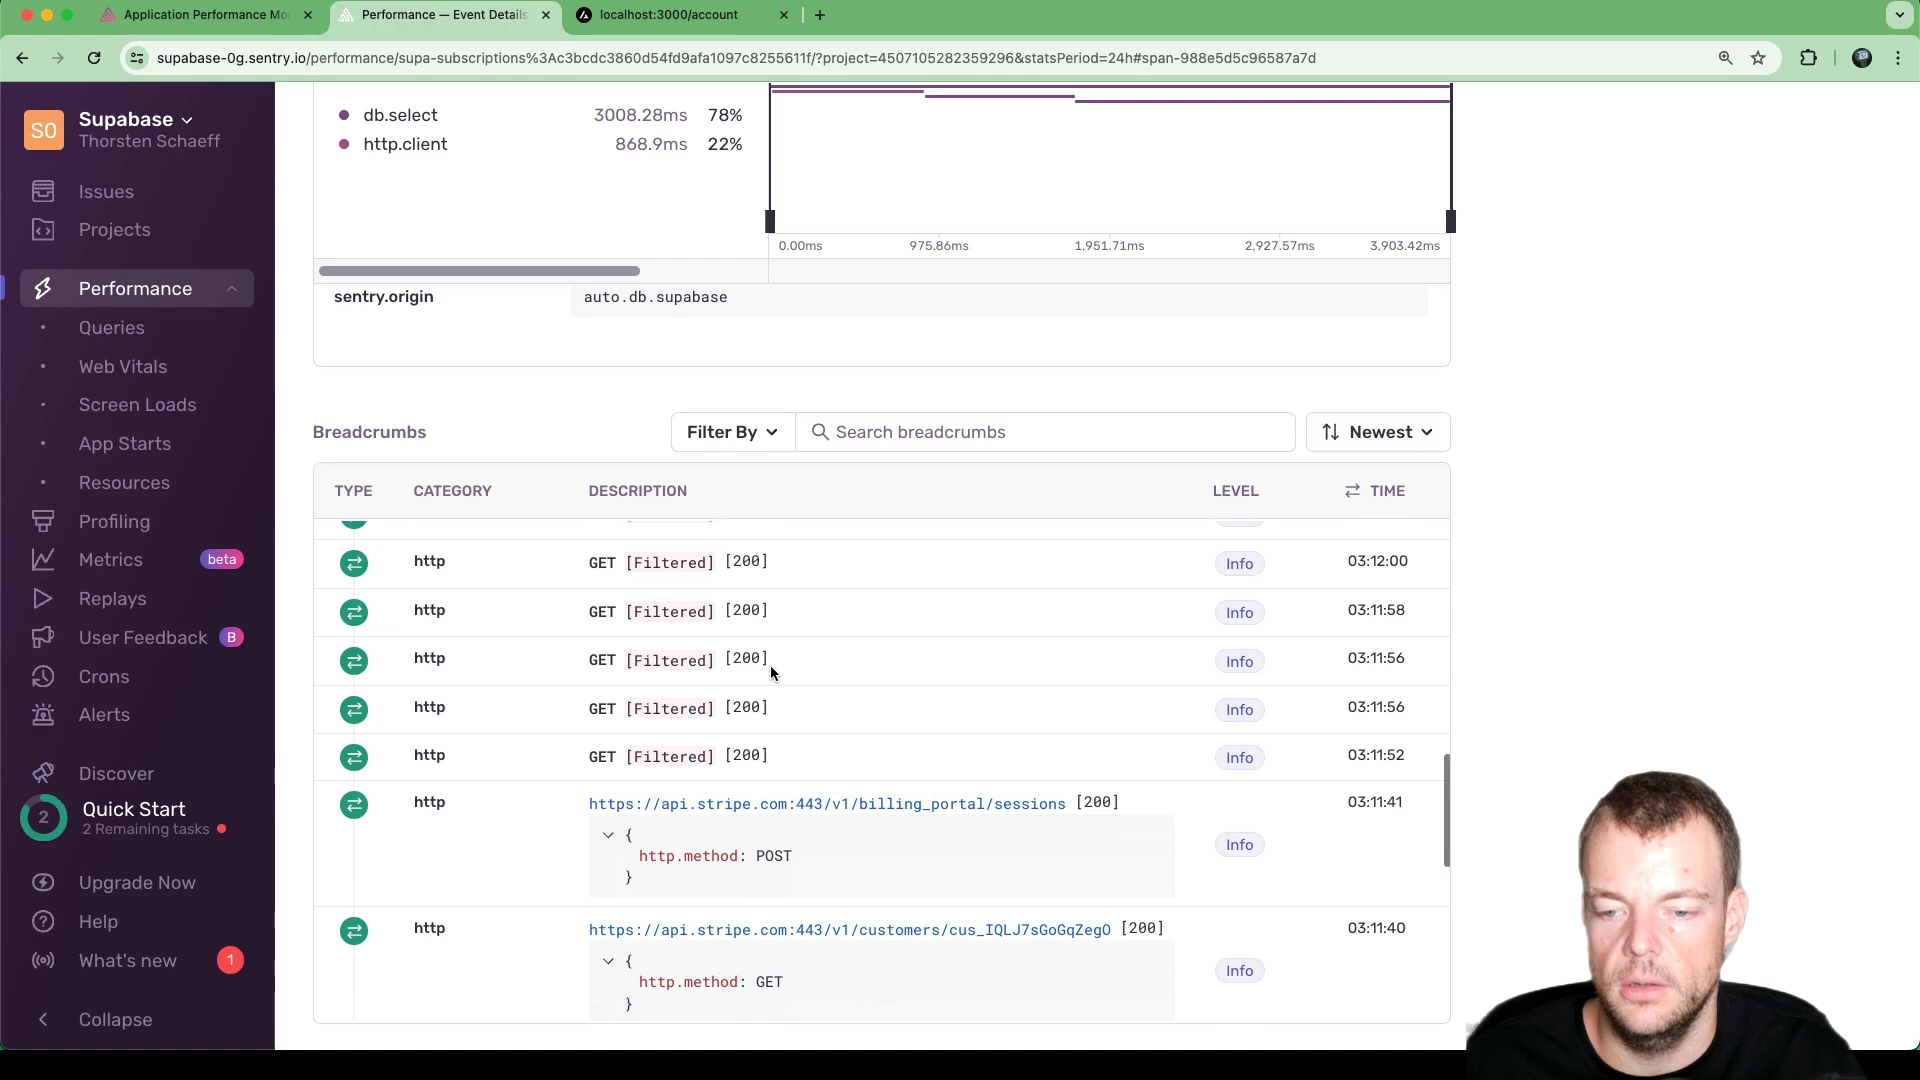 Application Performance Mo
Performance — Event Details
localhost:3000/account
supabase-0g.sentry.io/performance/supa-subscriptions%3Ac3bcdc3860d54fd9afa1097c8255611f/?project=4507105282359296&statsPeriod=24h#span-988e5d5c96587a7d
SO
Supabase
Thorsten Schaeff
Issues
Projects
Performance
Queries
Web Vitals
Screen Loads
App Starts
Resources
Profiling
Metrics beta
Replays
User Feedback B
Crons
Alerts
Discover
2 Quick Start
2 Remaining tasks
Upgrade Now
Help
What's new 1
Collapse
db.select 3008.28ms 78%
http.client 868.9ms 22%
0.00ms 975.86ms 1,951.71ms 2,927.57ms 3,903.42ms
sentry.origin auto.db.supabase
Breadcrumbs Filter By Search breadcrumbs Newest
TYPE CATEGORY DESCRIPTION LEVEL TIME
http GET [Filtered] [200] Info 03:12:00
http GET [Filtered] [200] Info 03:11:58
http GET [Filtered] [200] Info 03:11:56
http GET [Filtered] [200] Info 03:11:56
http GET [Filtered] [200] Info 03:11:52
http https://api.stripe.com:443/v1/billing_portal/sessions [200] 03:11:41
{
http.method: POST Info
}
http https://api.stripe.com:443/v1/customers/cus_IQLJ7sGoGqZegO [200] 03:11:40
{
http.method: GET Info
}